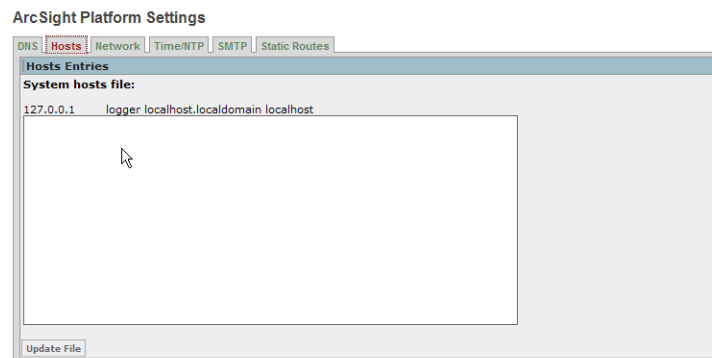 ArcSight Platform Settings
DNS Hosts Network Time/NTP SMTP Static Routes
Hosts Entries
System hosts file:
127.0.0.1 logger localhost.localdomain localhost
Update File